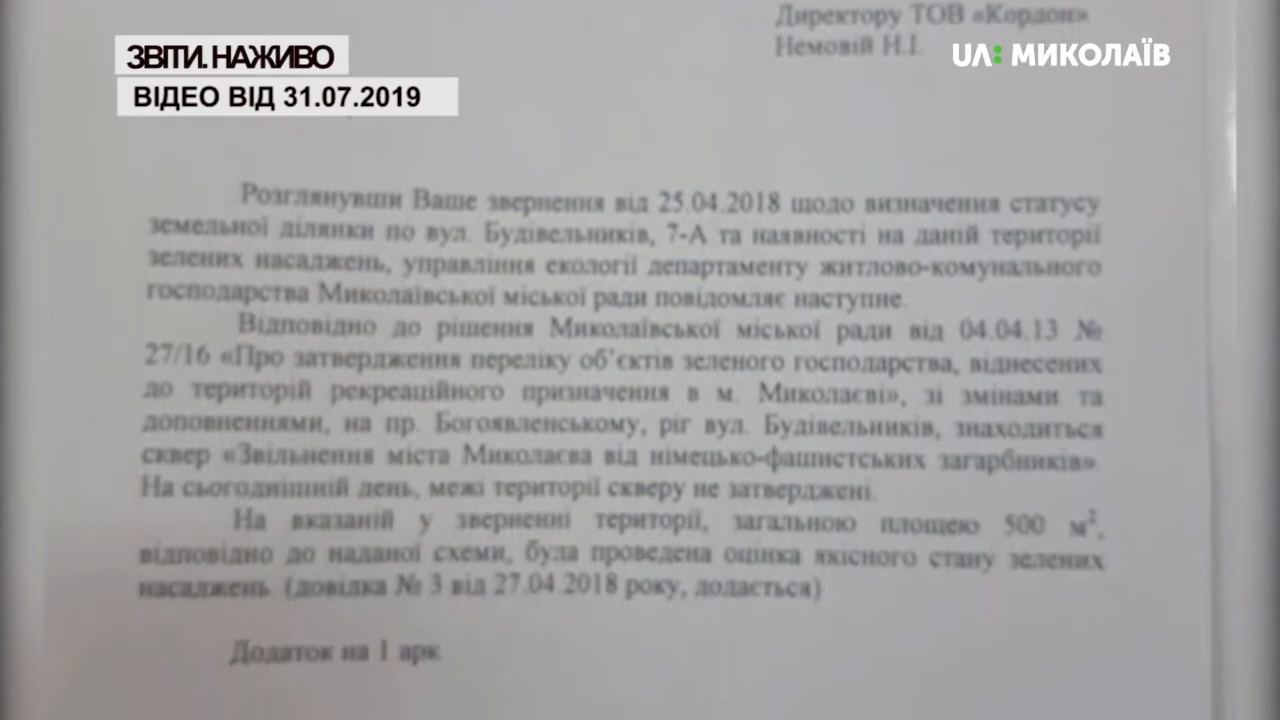 Директору ТОВ «Кордон»
Немовій Н.І.
ЗВІТИ. НАЖИВО
UA: МИКОЛАЇВ
ВІДЕО ВІД 31.07.2019
Розглянувши Ваше звернення від 25.04.2018 щодо визначення статусу
земельної ділянки по вул. Будівельників, 7-А та наявності на даній території
зелених насаджень, управління екології департаменту житлово-комунального
господарства Миколаївської міської ради повідомляє наступне.
Відповідно до рішення Миколаївської міської ради від 04.04.13 №
27/16 «Про затвердження переліку об’єктів зеленого господарства, віднесених
до територій рекреаційного призначення в м. Миколаєві», зі змінами та
доповненнями, на пр. Богоявленському, ріг вул. Будівельників, знаходиться
сквер «Звільнення міста Миколаєва від німецько-фашистських загарбників».
На сьогоднішній день, межі території скверу не затверджені.
На вказаній у зверненні території, загальною площею 500 м²,
відповідно до наданої схеми, була проведена оцінка якісного стану зелених
насаджень. (довідка № 3 від 27.04.2018 року, додається)
Додаток на 1 арк